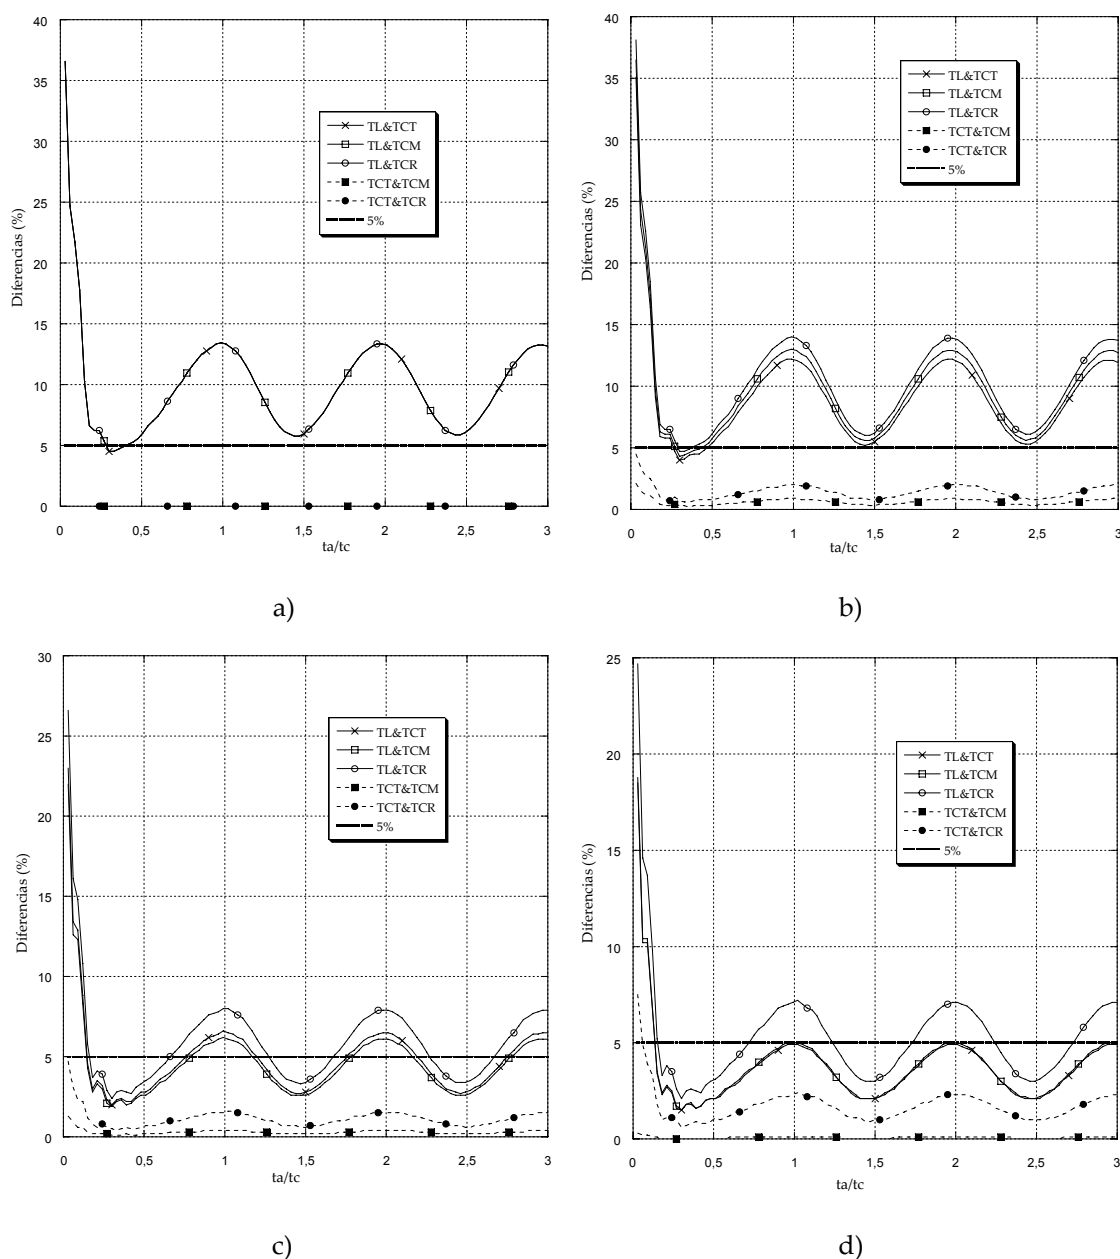 40
35
30
25
20
15
10
5
0
Diferencias (%)
TL&TCT
TL&TCM
TL&TCR
TCT&TCM
TCT&TCR
5%
0 0,5 1 1,5 2 2,5 3
ta/tc
a)
40
35
30
25
20
15
10
5
0
Diferencias (%)
TL&TCT
TL&TCM
TL&TCR
TCT&TCM
TCT&TCR
5%
0 0,5 1 1,5 2 2,5 3
ta/tc
b)
30
25
20
15
10
5
0
Diferencias (%)
TL&TCT
TL&TCM
TL&TCR
TCT&TCM
TCT&TCR
5%
0 0,5 1 1,5 2 2,5 3
ta/tc
c)
25
20
15
10
5
0
Diferencias (%)
TL&TCT
TL&TCM
TL&TCR
TCT&TCM
TCT&TCR
5%
0 0,5 1 1,5 2 2,5 3
ta/tc
d)